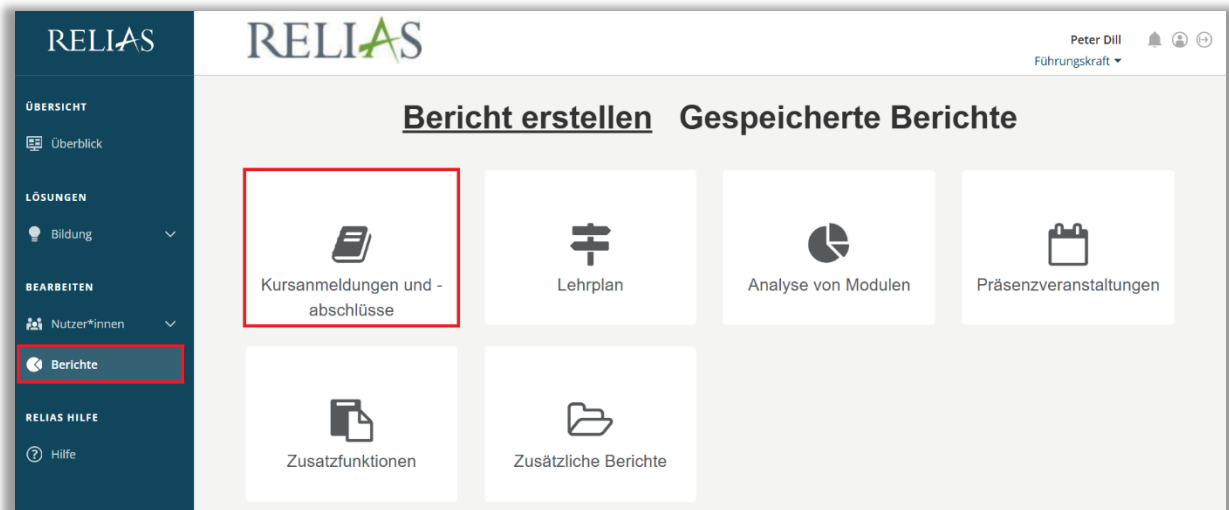 RELIAS
RELIAS
Peter Dill
Führungskraft
ÜBERSICHT
Überblick
LÖSUNGEN
Bildung
BEARBEITEN
Nutzer*innen
Berichte
RELIAS HILFE
Hilfe
Bericht erstellen Gespeicherte Berichte
Kursanmeldungen und -
abschlüsse
Lehrplan
Analyse von Modulen
Präsenzveranstaltungen
Zusatzfunktionen
Zusätzliche Berichte